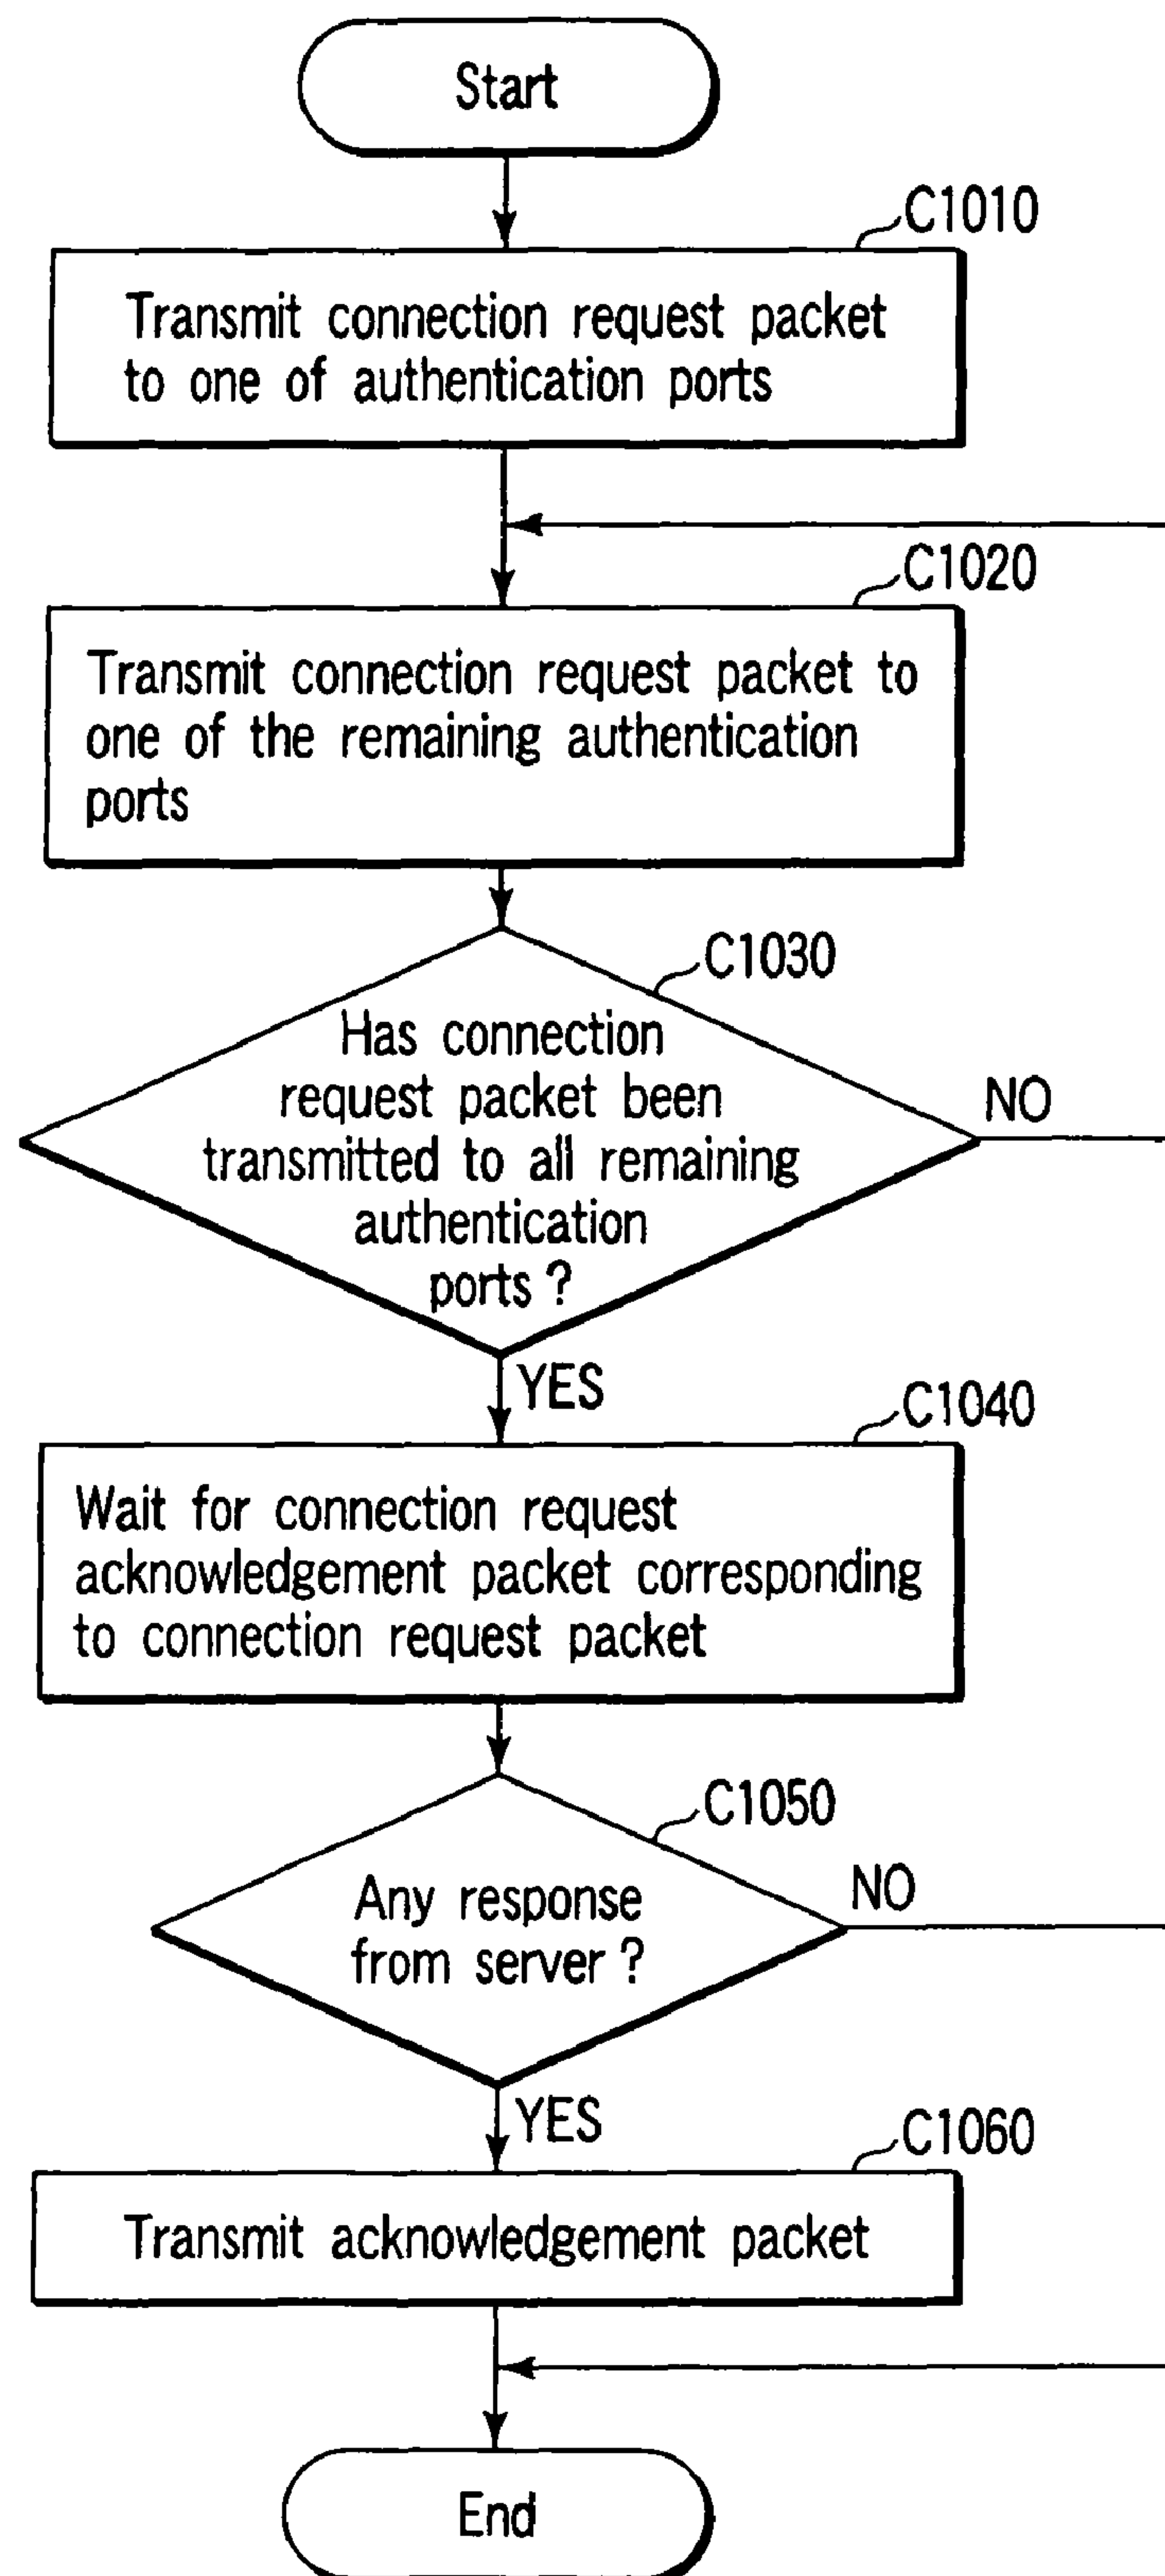 Start
C1010
Transmit connection request packet
to one of authentication ports
C1020
Transmit connection request packet to
one of the remaining authentication
ports
C1030
Has connection
request packet been
transmitted to all remaining
authentication
ports ?
NO
YES
C1040
Wait for connection request
acknowledgement packet corresponding
to connection request packet
C1050
Any response
from server ?
NO
YES
C1060
Transmit acknowledgement packet
End